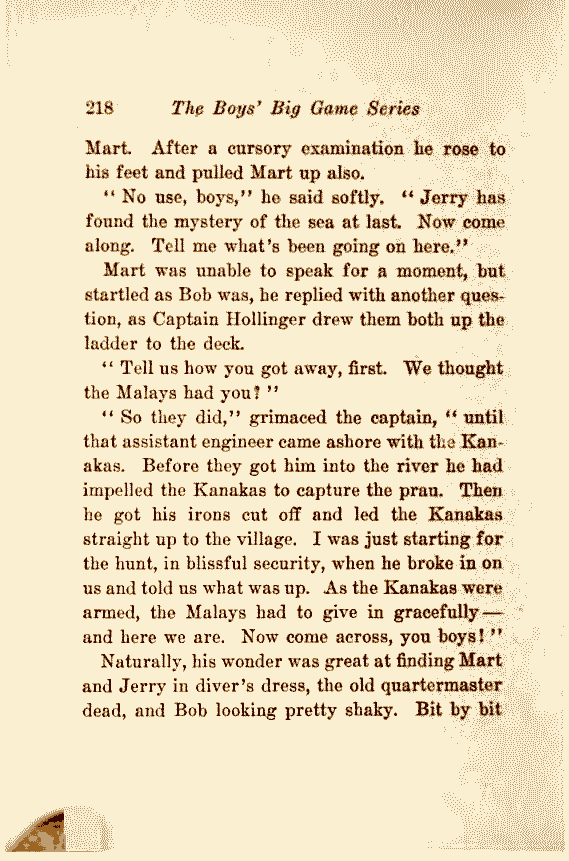 218 The Boys' Big Game Series
Mart. After a cursory examination he rose to
his feet and pulled Mart up also.
" No use, boys," he said softly. " Jerry has
found the mystery of the sea at last. Now come
along. Tell me what's been going on here."
Mart was unable to speak for a moment, but
startled as Bob was, he replied with another ques-
tion, as Captain Hollinger drew them both up the
ladder to the deck.
" Tell us how you got away, first. We thought
the Malays had you? "
" So they did," grimaced the captain, " until
that assistant engineer came ashore with the Kan-
akas. Before they got him into the river he had
impelled the Kanakas to capture the prau. Then
he got his irons cut off and led the Kanakas
straight up to the village. I was just starting for
the hunt, in blissful security, when he broke in on
us and told us what was up. As the Kanakas were
armed, the Malays had to give in gracefully—
and here we are. Now come across, you boys! "
Naturally, his wonder was great at finding Mart
and Jerry in diver's dress, the old quartermaster
dead, and Bob looking pretty shaky. Bit by bit